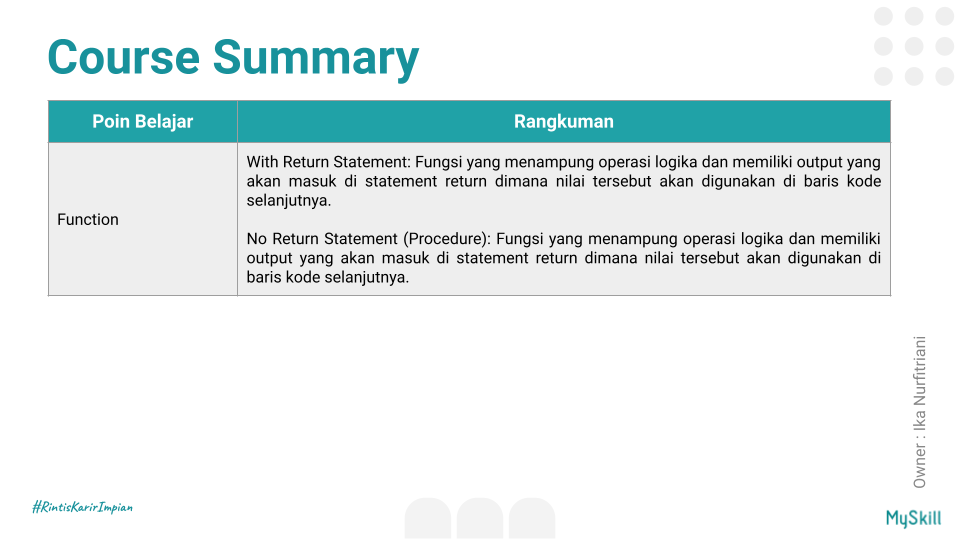 Course Summary
Poin Belajar
Rangkuman
Function
With Return Statement: Fungsi yang menampung operasi logika dan memiliki output yang
akan masuk di statement return dimana nilai tersebut akan digunakan di baris kode
selanjutnya.
No Return Statement (Procedure): Fungsi yang menampung operasi logika dan memiliki
output yang akan masuk di statement return dimana nilai tersebut akan digunakan di
baris kode selanjutnya.
Owner : Ika Nurfitriani
#RintisKarirImpian
MySkill